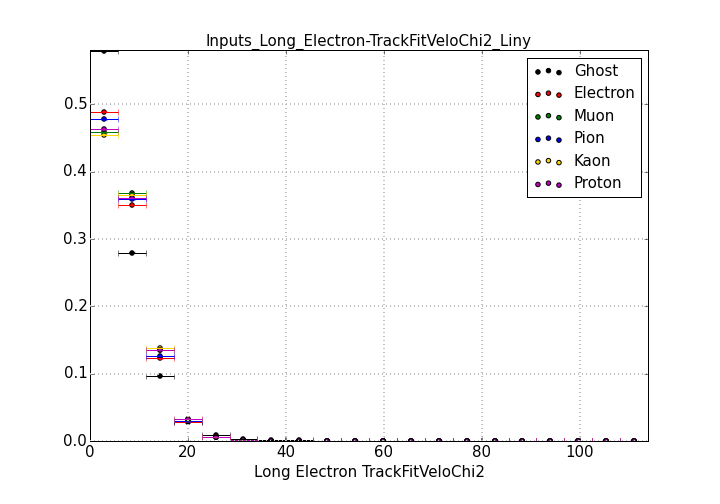 Inputs_Long_Electron-TrackFitVeloChi2_Liny
Ghost
Electron
Muon
Pion
Kaon
Proton
0.5
0.4
0.3
0.2
0.1
0.0
0 20 40 60 80 100
Long Electron TrackFitVeloChi2